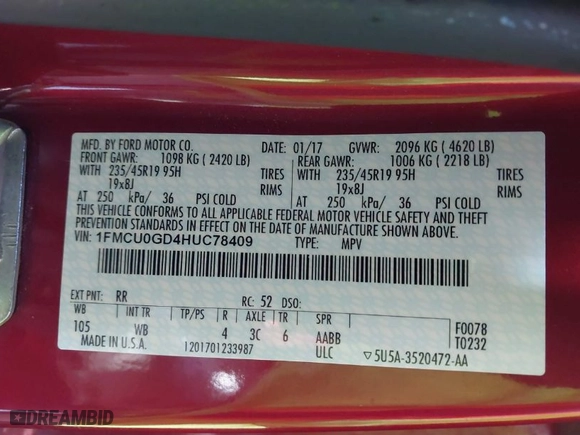 MFD. BY FORD MOTOR CO. DATE: 01/17 GVWR: 2096 KG ( 4620 LB)
FRONT GAWR: 1098 KG ( 2420 LB) REAR GAWR: 1006 KG ( 2218 LB)
WITH 235/45R19 95H TIRES WITH 235/45R19 95H TIRES
19x8J RIMS 19x8J RIMS
AT 250 kPa/ 36 PSI COLD AT 250 kPa/ 36 PSI COLD
THIS VEHICLE CONFORMS TO ALL APPLICABLE FEDERAL MOTOR VEHICLE SAFETY AND THEFT
PREVENTION STANDARDS IN EFFECT ON THE DATE OF MANUFACTURE SHOWN ABOVE.
VIN: 1FMCU0GD4HUC78409 TYPE: MPV
EXT PNT: RR RC: 52 DSO:
WB INT TR TP/PS R AXLE TR SPR F0078
105 WB 4 3C 6 AABB T0232
MADE IN U.S.A. 1201701233987 ULC ▽5U5A-3520472-AA
DREAMBID